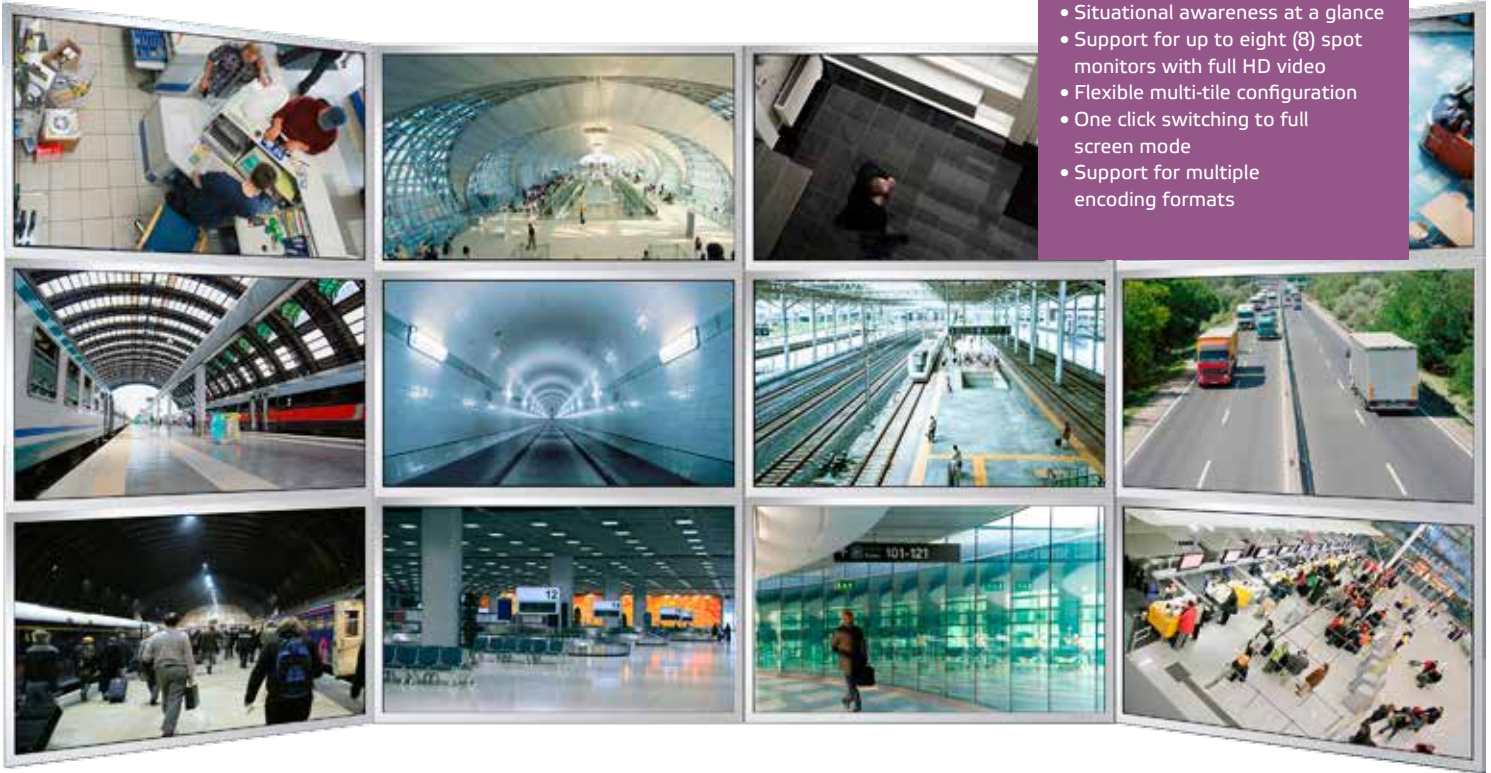 • Situational awareness at a glance
• Support for up to eight (8) spot
monitors with full HD video
• Flexible multi-tile configuration
• One click switching to full
screen mode
• Support for multiple
encoding formats
12
101-121